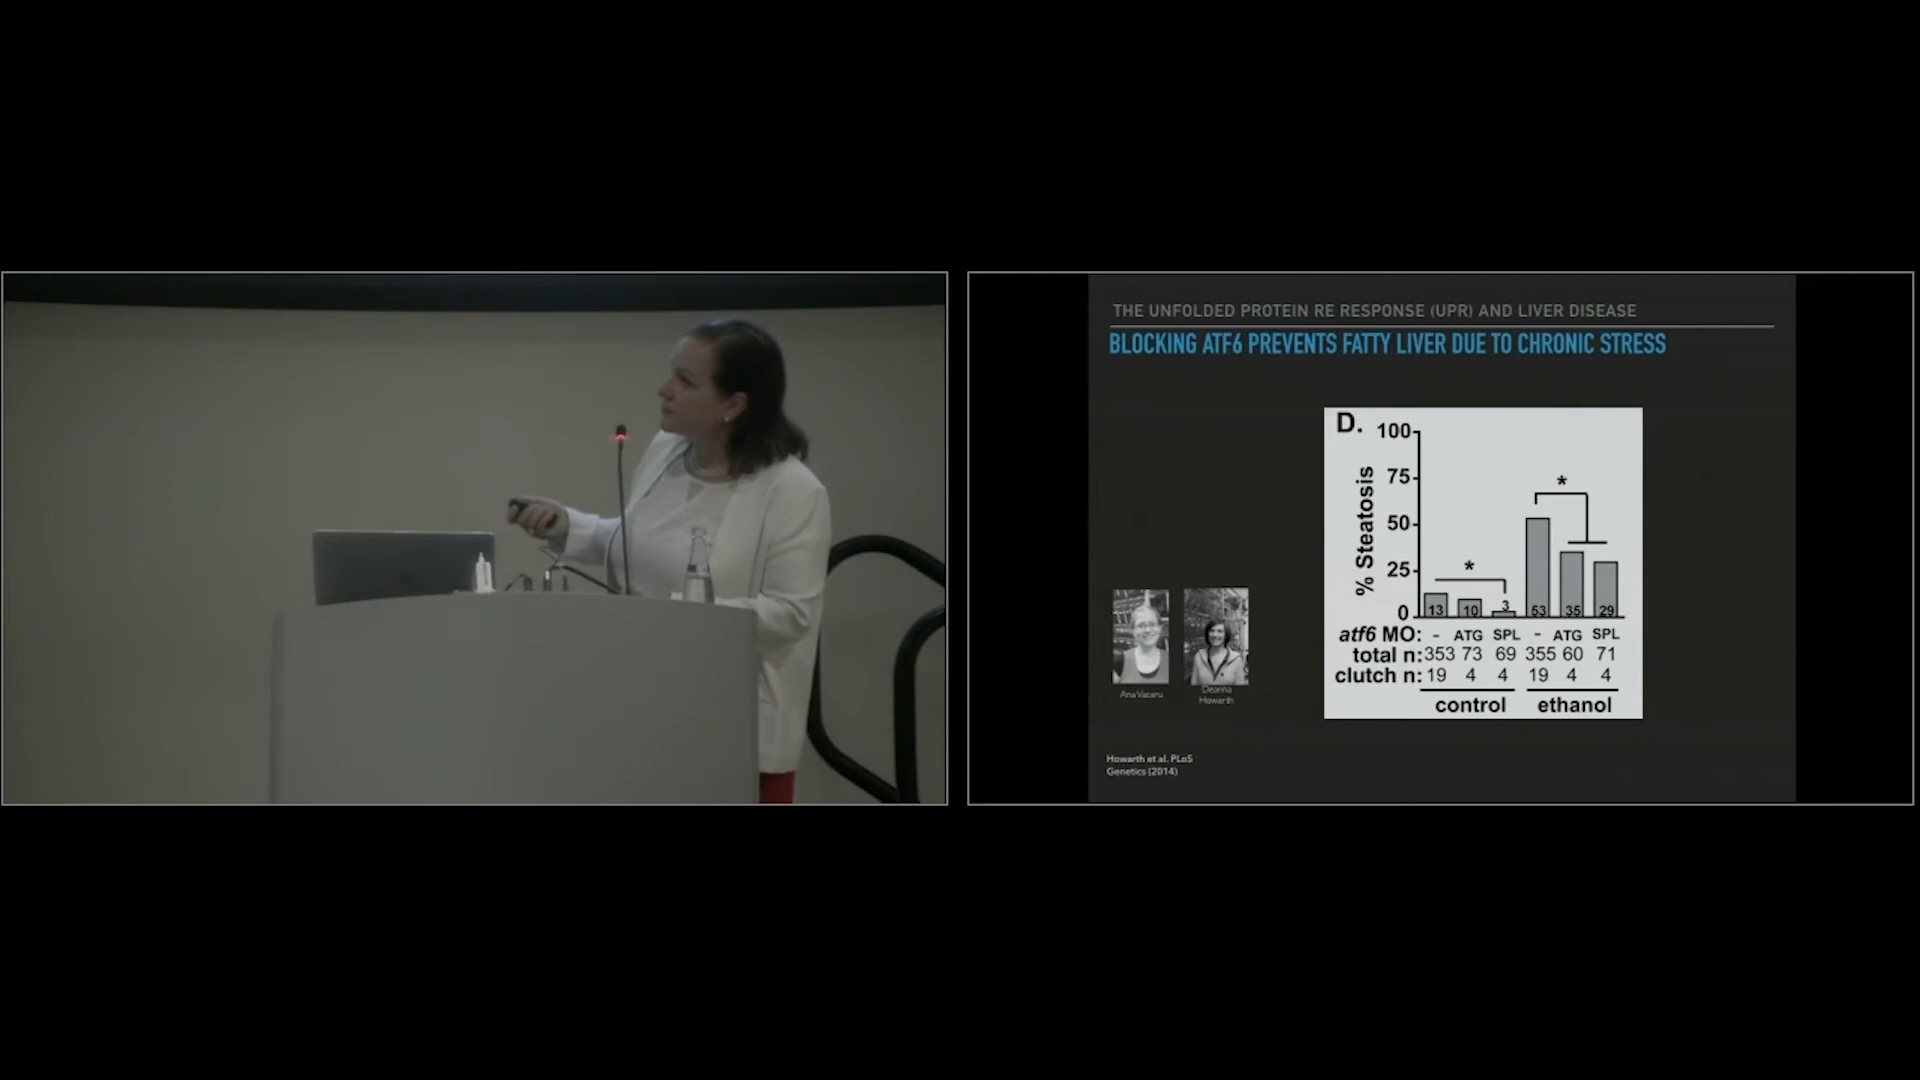 THE UNFOLDED PROTEIN RE RESPONSE (UPR) AND LIVER DISEASE
BLOCKING ATF6 PREVENTS FATTY LIVER DUE TO CHRONIC STRESS
D.
% Steatosis
100
75
50
25
0
*
*
13 10 3 53 35 29
atf6 MO: - ATG SPL - ATG SPL
total n: 353 73 69 355 60 71
clutch n: 19 4 4 19 4 4
control ethanol
Ana Vacaru
Deanna
Howarth
Howarth et al. PLoS
Genetics (2014)